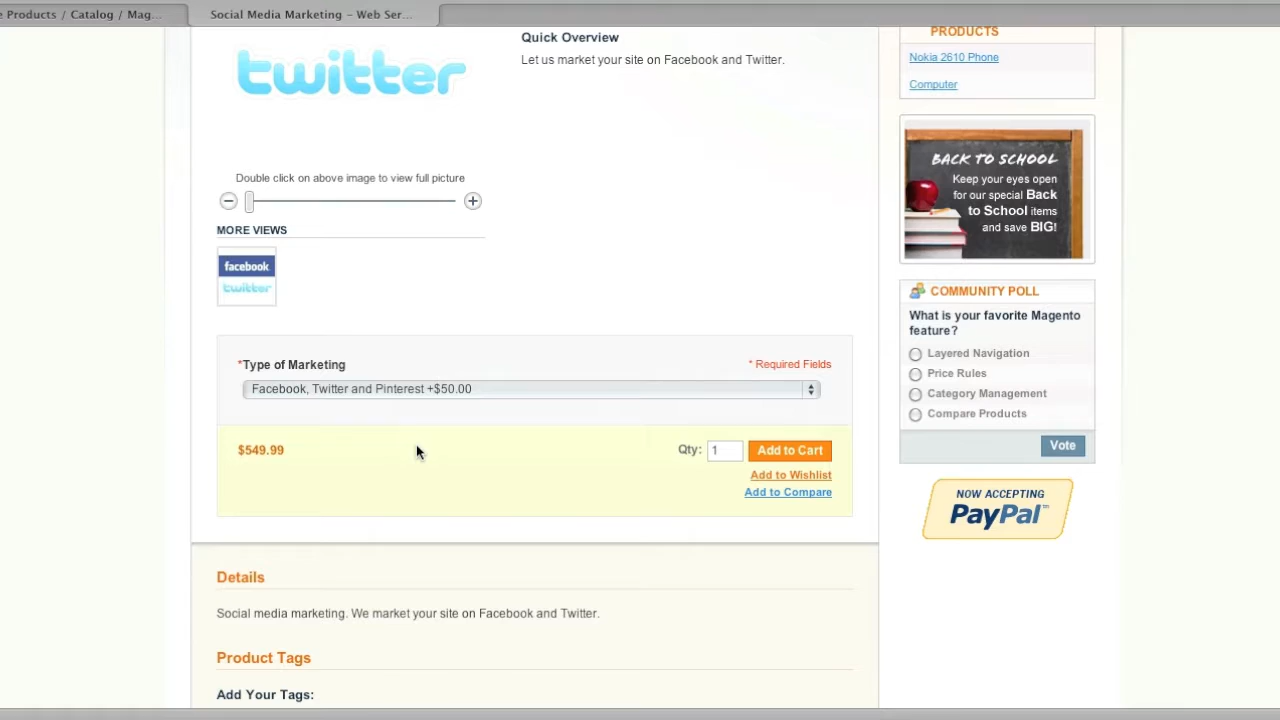 e Products / Catalog / Mag...
Social Media Marketing – Web Ser...
twitter
Quick Overview
Let us market your site on Facebook and Twitter.
Double click on above image to view full picture
MORE VIEWS
facebook
twitter
*Type of Marketing
* Required Fields
Facebook, Twitter and Pinterest +$50.00
$549.99
Qty: 1
Add to Cart
Add to Wishlist
Add to Compare
Details
Social media marketing. We market your site on Facebook and Twitter.
Product Tags
Add Your Tags:
PRODUCTS
Nokia 2610 Phone
Computer
BACK TO SCHOOL
Keep your eyes open
for our special Back
to School items
and save BIG!
COMMUNITY POLL
What is your favorite Magento
feature?
Layered Navigation
Price Rules
Category Management
Compare Products
Vote
NOW ACCEPTING
PayPal™